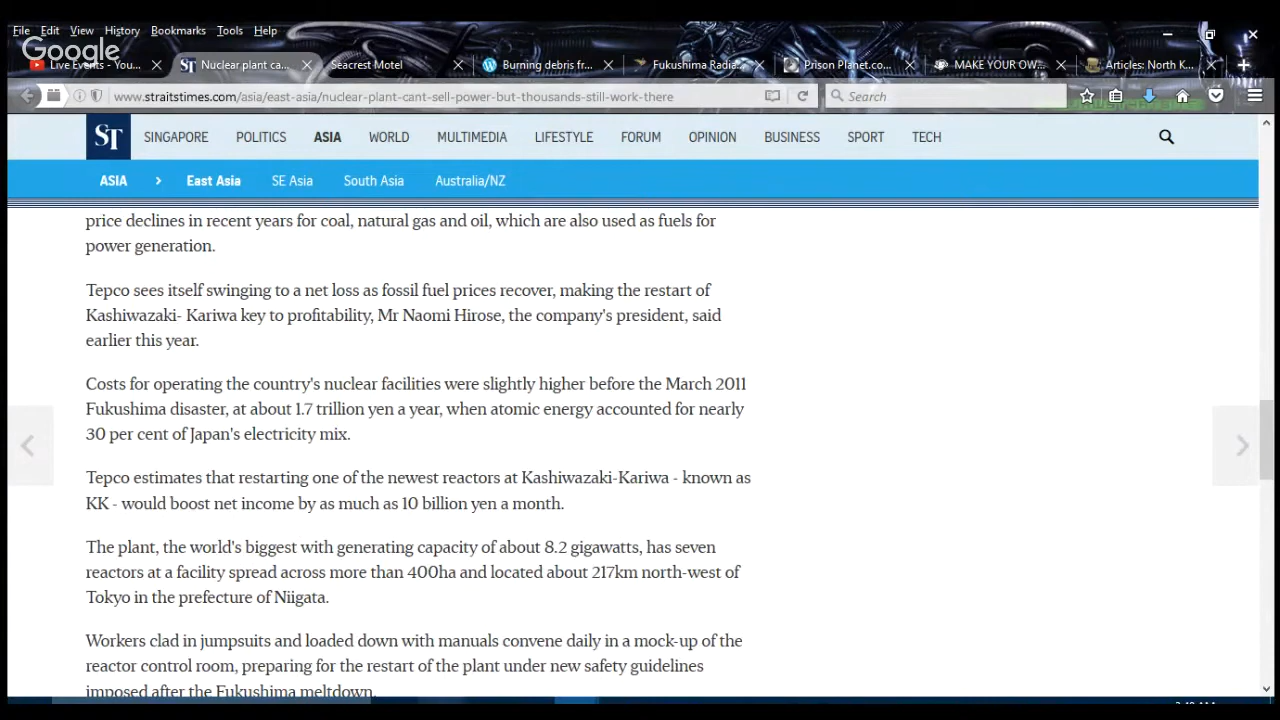 File Edit View History Bookmarks Tools Help
Google
Live Events - You... Nuclear plant ca... Seacrest Motel Burning debris fr... Fukushima Radia... Prison Planet.co... MAKE YOUR OW... Articles: North K...
www.straitstimes.com/asia/east-asia/nuclear-plant-cant-sell-power-but-thousands-still-work-there Search
ST SINGAPORE POLITICS ASIA WORLD MULTIMEDIA LIFESTYLE FORUM OPINION BUSINESS SPORT TECH
ASIA East Asia SE Asia South Asia Australia/NZ
price declines in recent years for coal, natural gas and oil, which are also used as fuels for
power generation.
Tepco sees itself swinging to a net loss as fossil fuel prices recover, making the restart of
Kashiwazaki- Kariwa key to profitability, Mr Naomi Hirose, the company's president, said
earlier this year.
Costs for operating the country's nuclear facilities were slightly higher before the March 2011
Fukushima disaster, at about 1.7 trillion yen a year, when atomic energy accounted for nearly
30 per cent of Japan's electricity mix.
Tepco estimates that restarting one of the newest reactors at Kashiwazaki-Kariwa - known as
KK - would boost net income by as much as 10 billion yen a month.
The plant, the world's biggest with generating capacity of about 8.2 gigawatts, has seven
reactors at a facility spread across more than 400ha and located about 217km north-west of
Tokyo in the prefecture of Niigata.
Workers clad in jumpsuits and loaded down with manuals convene daily in a mock-up of the
reactor control room, preparing for the restart of the plant under new safety guidelines
imposed after the Fukushima meltdown.